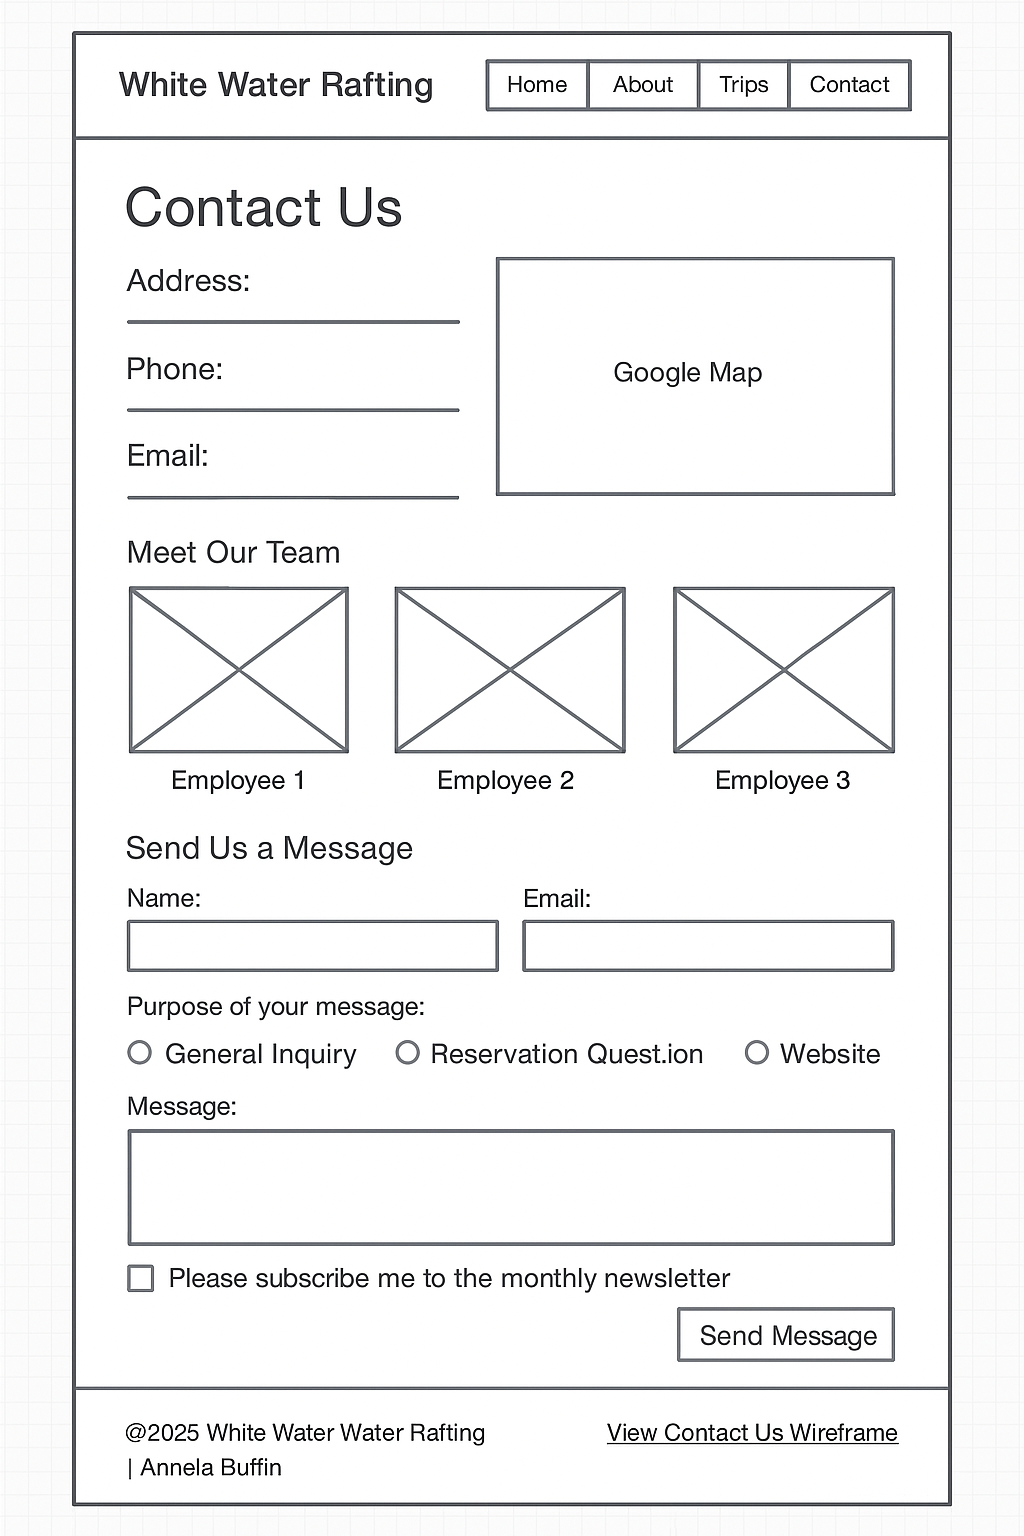 White Water Rafting
Home About Trips Contact
Contact Us
Address:
Phone:
Email:
Google Map
Meet Our Team
Employee 1 Employee 2 Employee 3
Send Us a Message
Name: Email:
Purpose of your message:
General Inquiry Reservation Quest.ion Website
Message:
Please subscribe me to the monthly newsletter
Send Message
@2025 White Water Water Rafting
| Annela Buffin
View Contact Us Wireframe